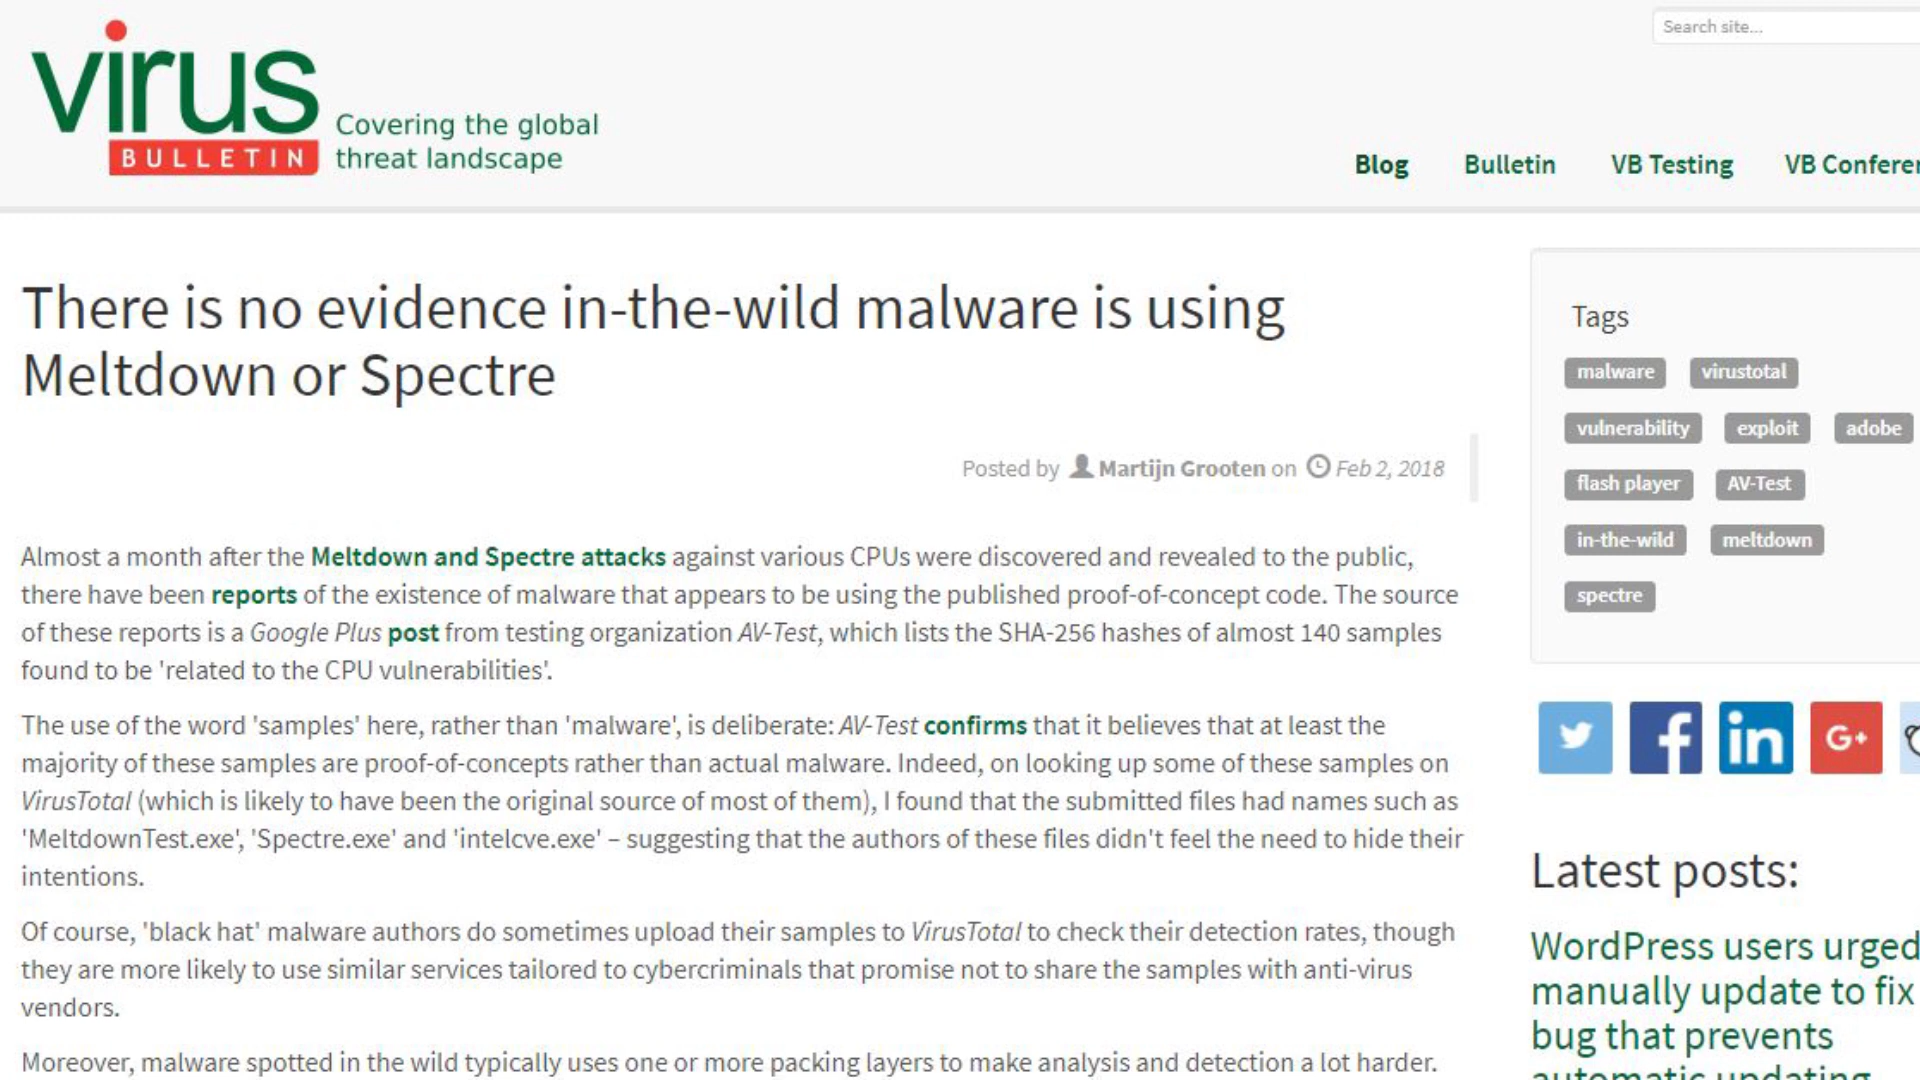 virus
BULLETIN
Covering the global
threat landscape
Search site...
Blog Bulletin VB Testing VB
There is no evidence in-the-wild malware is using
Meltdown or Spectre
Posted by Martijn Grooten on Feb 2, 2018
Almost a month after the Meltdown and Spectre attacks against various CPUs were discovered and revealed to the public,
there have been reports of the existence of malware that appears to be using the published proof-of-concept code. The source
of these reports is a Google Plus post from testing organization AV-Test, which lists the SHA-256 hashes of almost 140 samples
found to be 'related to the CPU vulnerabilities'.
The use of the word 'samples' here, rather than 'malware', is deliberate: AV-Test confirms that it believes that at least the
majority of these samples are proof-of-concepts rather than actual malware. Indeed, on looking up some of these samples on
VirusTotal (which is likely to have been the original source of most of them), I found that the submitted files had names such as
'MeltdownTest.exe', 'Spectre.exe' and 'intelcve.exe' – suggesting that the authors of these files didn't feel the need to hide their
intentions.
Of course, 'black hat' malware authors do sometimes upload their samples to VirusTotal to check their detection rates, though
they are more likely to use similar services tailored to cybercriminals that promise not to share the samples with anti-virus
vendors.
Moreover, malware spotted in the wild typically uses one or more packing layers to make analysis and detection a lot harder.
Tags
malware virustotal
vulnerability exploit adobe
flash player AV-Test
in-the-wild meltdown
spectre
in G+
Latest posts:
WordPress users urged
manually update to fix
bug that prevents
automatic updating